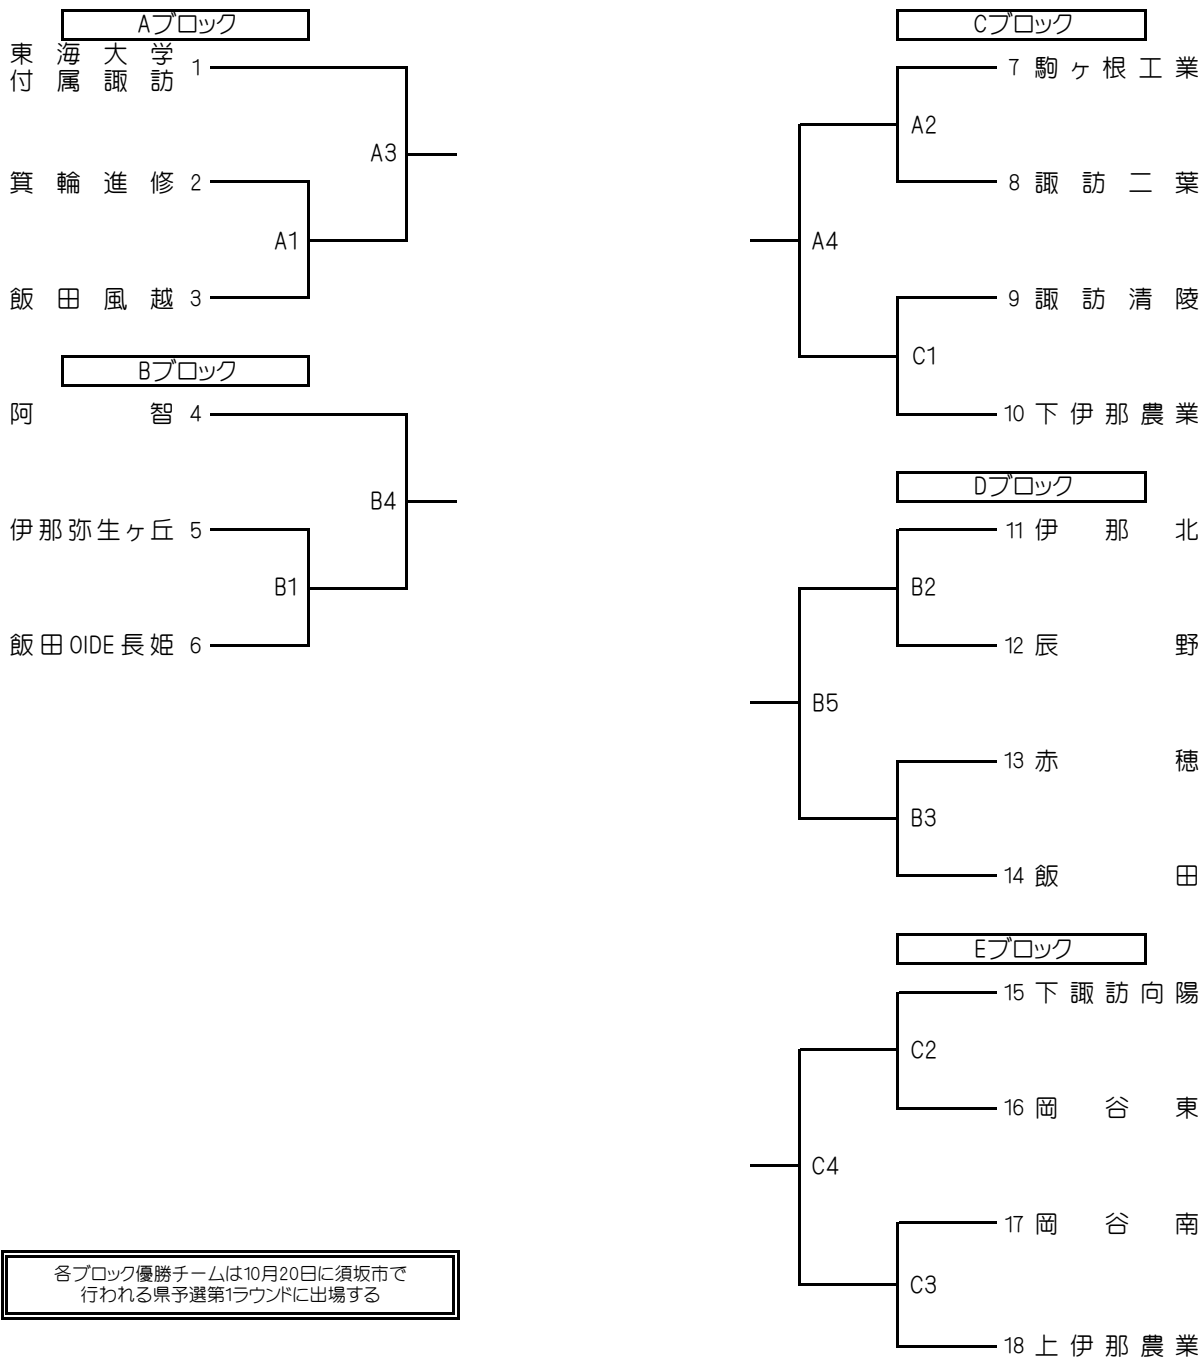 Aブロック
東海大学
付属諏訪
1
A3
箕輪進修 2
A1
飯田風越 3
Bブロック
阿智 4
B4
伊那弥生ヶ丘 5
B1
飯田OIDE長姫 6
各ブロック優勝チームは10月20日に須坂市で
行われる県予選第1ラウンドに出場する
Cブロック
7 駒ヶ根工業
A2
8 諏訪二葉
A4
9 諏訪清陵
C1
10 下伊那農業
Dブロック
11 伊那北
B2
12 辰野
B5
13 赤穂
B3
14 飯田
Eブロック
15 下諏訪向陽
C2
16 岡谷東
C4
17 岡谷南
C3
18 上伊那農業